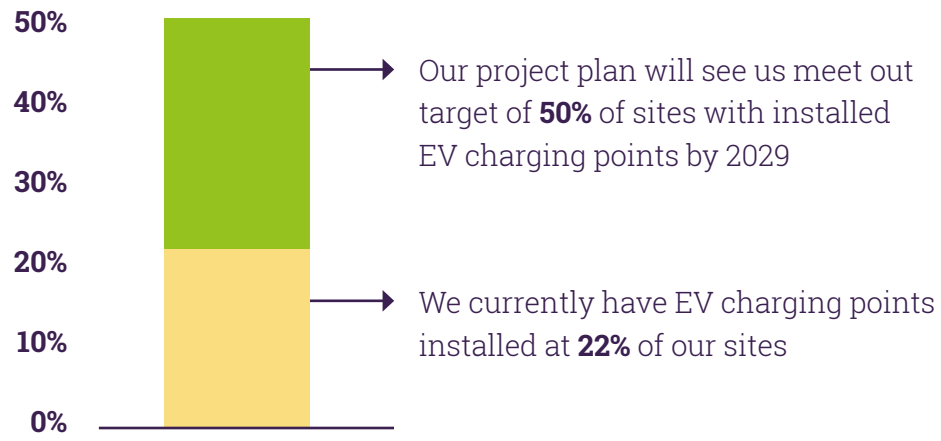 50%
40%
30%
20%
10%
0%
Our project plan will see us meet out
target of 50% of sites with installed
EV charging points by 2029
We currently have EV charging points
installed at 22% of our sites